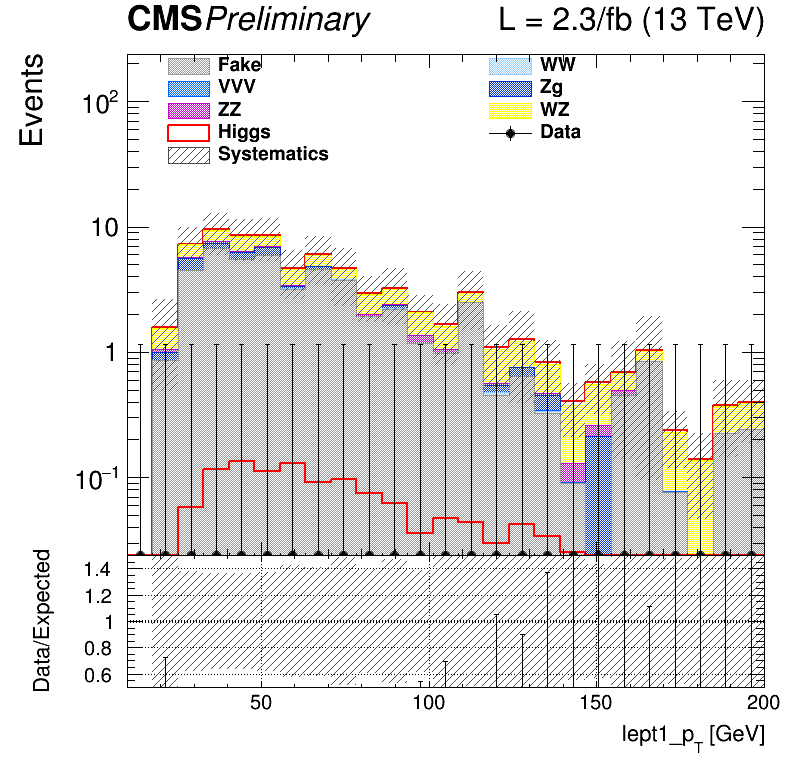 CMS Preliminary L = 2.3/fb (13 TeV)
Events
Fake WW
VVV Zg
ZZ WZ
Higgs Data
Systematics
10²
10
1
10⁻¹
Data/Expected
1.4
1.2
1
0.8
0.6
50 100 150 200
lept1_p_T [GeV]